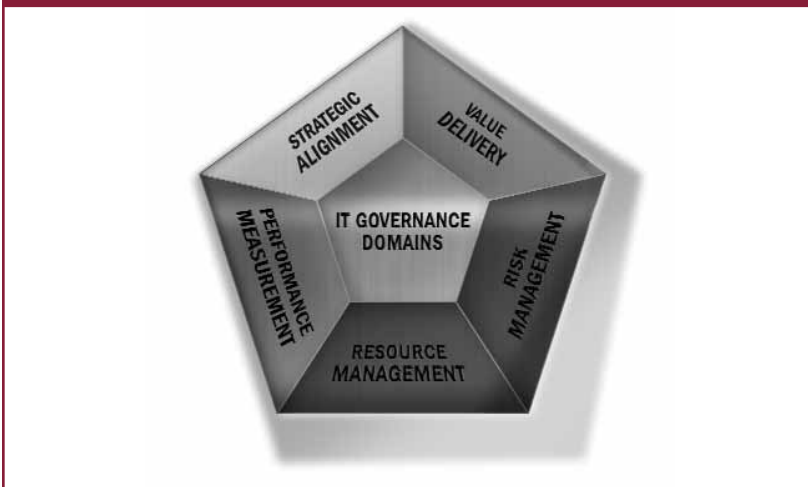 STRATEGIC
ALIGNMENT
VALUE
DELIVERY
IT GOVERNANCE
DOMAINS
PERFORMANCE
MEASUREMENT
RISK
MANAGEMENT
RESOURCE
MANAGEMENT